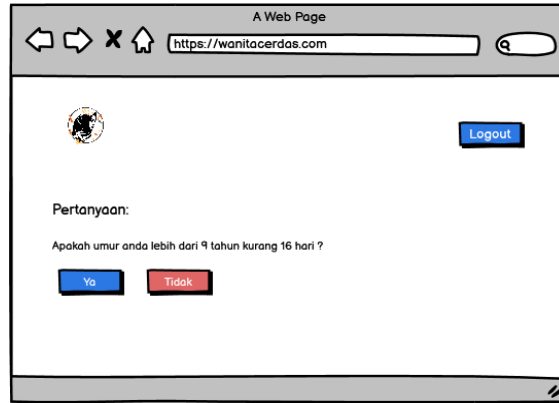 A Web Page
https://wanitacerdas.com
Logout
Pertanyaan:
Apakah umur anda lebih dari 9 tahun kurang 16 hari ?
Ya
Tidak